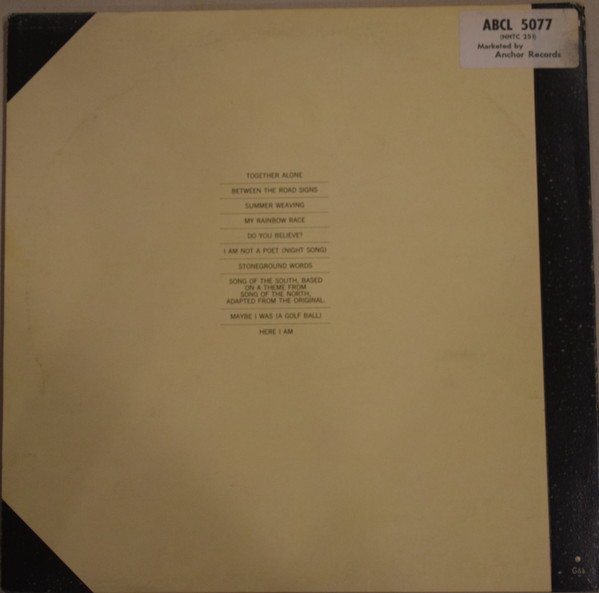 ABCL 5077
(NHTC 251)
Marketed by
Anchor Records
TOGETHER ALONE
BETWEEN THE ROAD SIGNS
SUMMER WEAVING
MY RAINBOW RACE
DO YOU BELIEVE?
I AM NOT A POET (NIGHT SONG)
STONEGROUND WORDS
SONG OF THE SOUTH, BASED
ON A THEME FROM
SONG OF THE NORTH,
ADAPTED FROM THE ORIGINAL.
MAYBE I WAS (A GOLF BALL)
HERE I AM